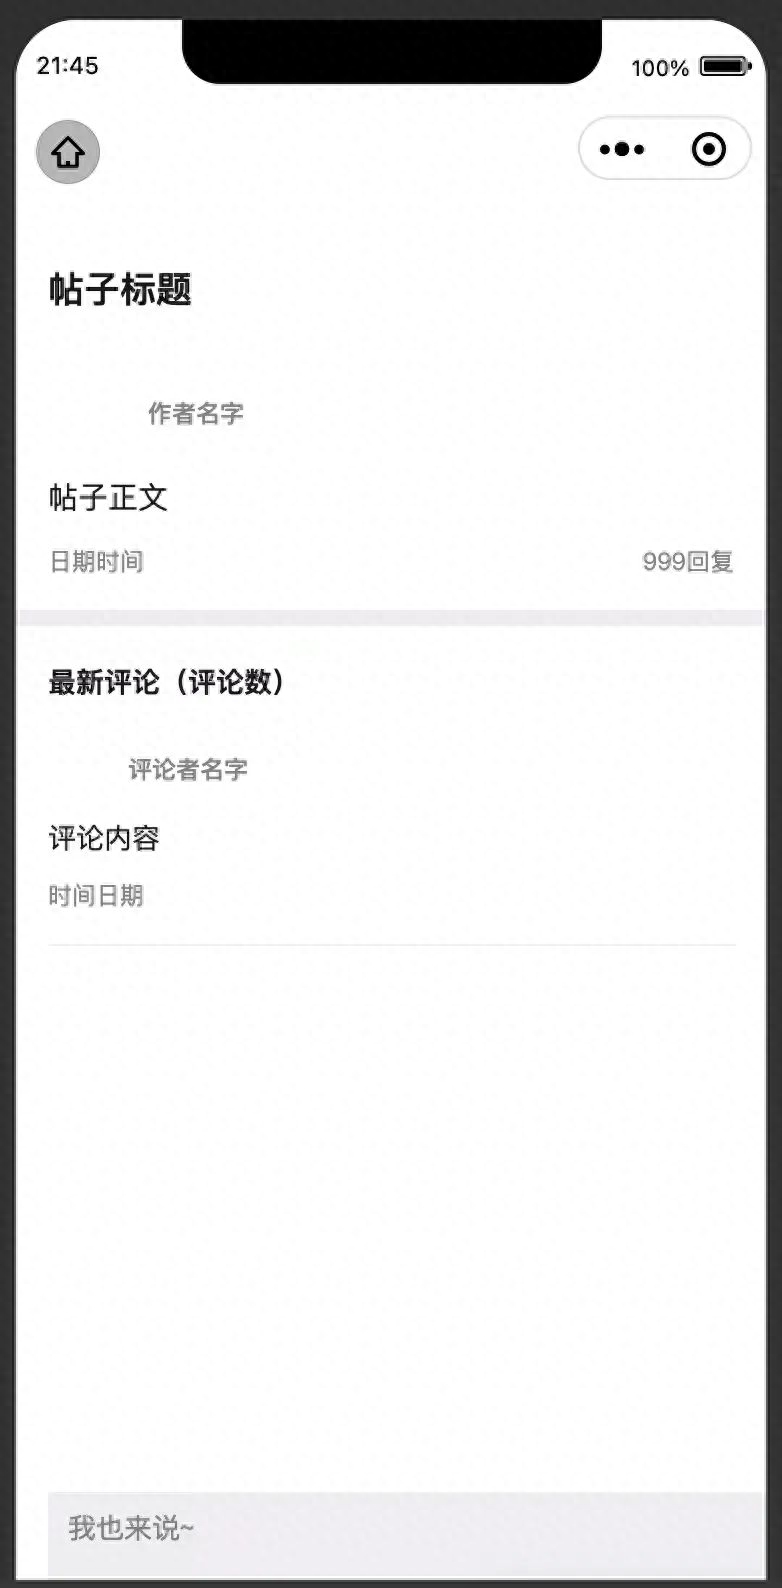 21:45
100%
帖子标题
作者名字
帖子正文
日期时间 999回复
最新评论（评论数）
评论者名字
评论内容
时间日期
我也来说~